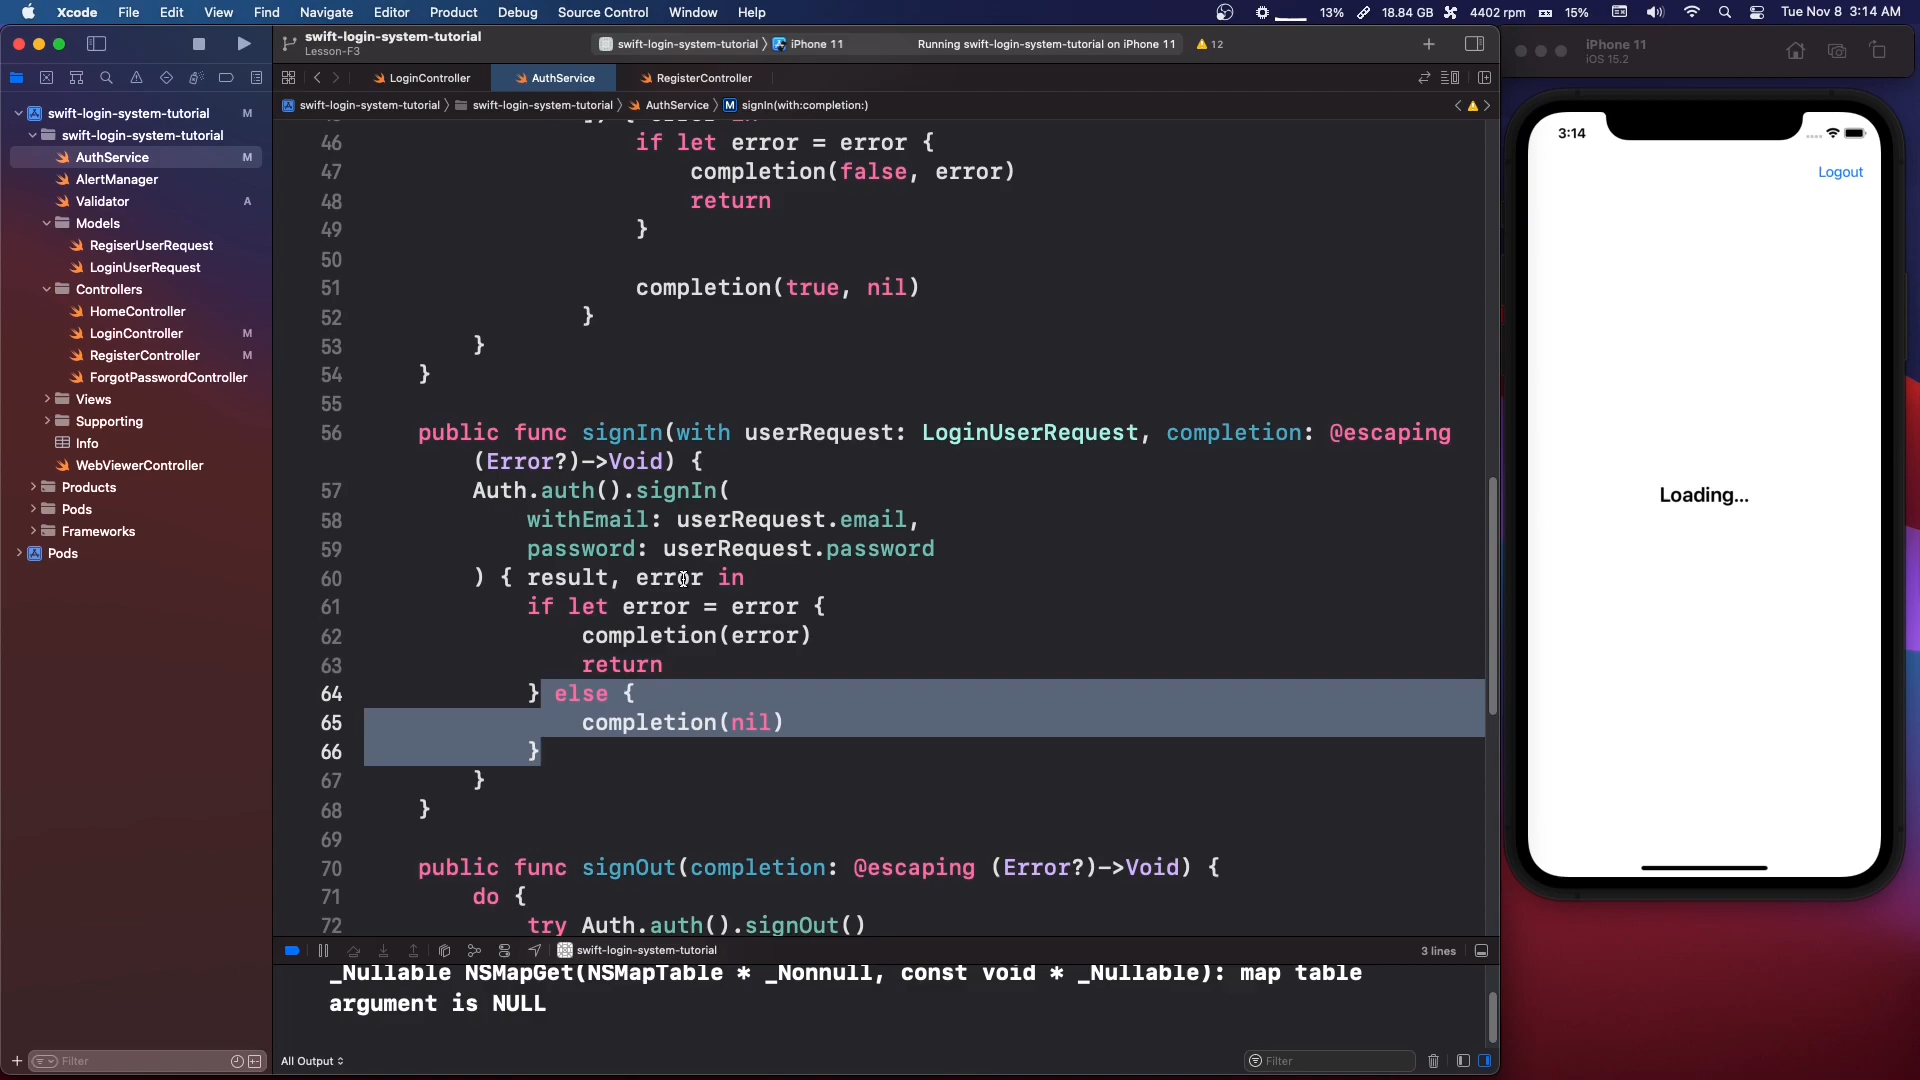 Xcode File Edit View Find Navigate Editor Product Debug Source Control Window Help 13% 18.84 GB 4402 rpm 15% Tue Nov 8 3:14 AM
swift-login-system-tutorial
Lesson-F3
swift-login-system-tutorial iPhone 11 Running swift-login-system-tutorial on iPhone 11 12
LoginController AuthService RegisterController
swift-login-system-tutorial swift-login-system-tutorial AuthService M signIn(with:completion:)
swift-login-system-tutorial M
swift-login-system-tutorial
AuthService M
AlertManager
Validator A
Models
RegiserUserRequest
LoginUserRequest
Controllers
HomeController
LoginController M
RegisterController M
ForgotPasswordController
Views
Supporting
Info
WebViewerController
Products
Pods
Frameworks
Pods
Filter
46 if let error = error {
47 completion(false, error)
48 return
49 }
50
51 completion(true, nil)
52 }
53 }
54 }
55
56 public func signIn(with userRequest: LoginUserRequest, completion: @escaping
(Error?)->Void) {
57 Auth.auth().signIn(
58 withEmail: userRequest.email,
59 password: userRequest.password
60 ) { result, error in
61 if let error = error {
62 completion(error)
63 return
64 } else {
65 completion(nil)
66 }
67 }
68 }
69
70 public func signOut(completion: @escaping (Error?)->Void) {
71 do {
72 try Auth.auth().signOut()
swift-login-system-tutorial 3 lines
_Nullable NSMapGet(NSMapTable * _Nonnull, const void * _Nullable): map table
argument is NULL
All Output Filter
iPhone 11
iOS 15.2
3:14
Logout
Loading...